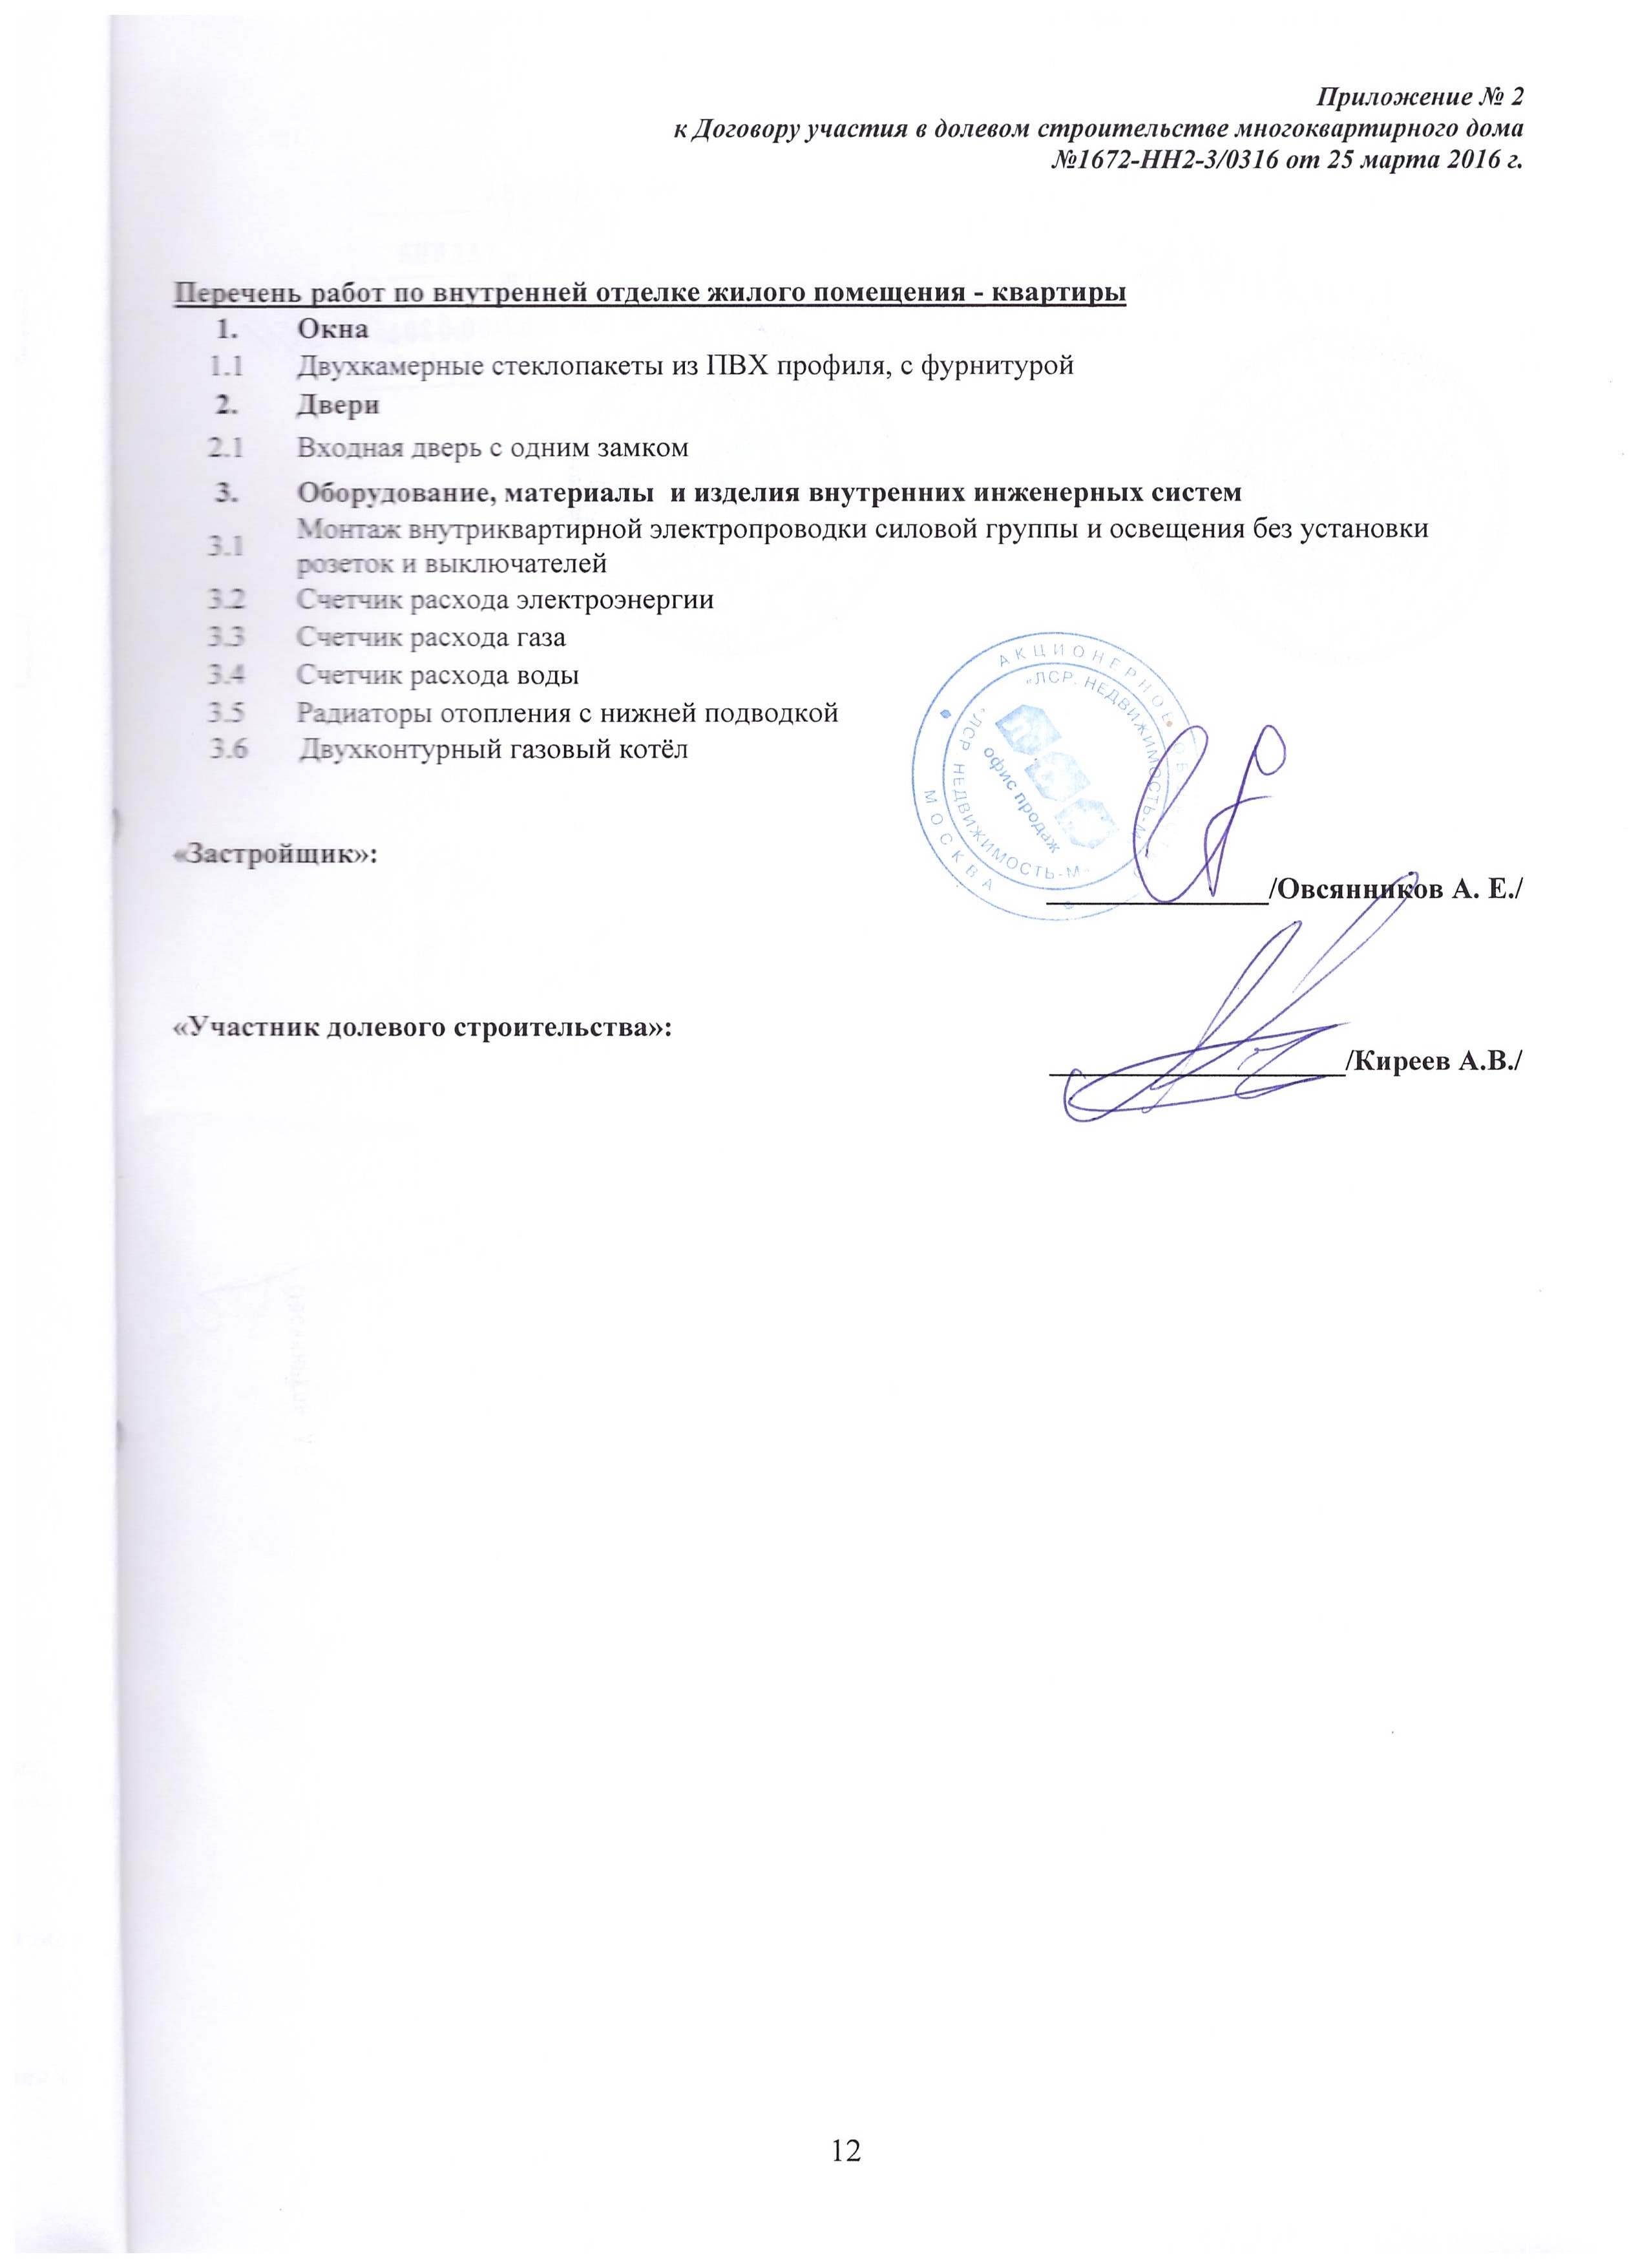 Приложение № 2
к Договору участия в долевом строительстве многоквартирного дома
№1672-НН2-3/0316 от 25 марта 2016 г.
Перечень работ по внутренней отделке жилого помещения - квартиры
1. Окна
1.1 Двухкамерные стеклопакеты из ПВХ профиля, с фурнитурой
2. Двери
2.1 Входная дверь с одним замком
3. Оборудование, материалы и изделия внутренних инженерных систем
3.1 Монтаж внутриквартирной электропроводки силовой группы и освещения без установки
розеток и выключателей
3.2 Счетчик расхода электроэнергии
3.3 Счетчик расхода газа
3.4 Счетчик расхода воды
3.5 Радиаторы отопления с нижней подводкой
3.6 Двухконтурный газовый котёл
АКЦИОНЕРНОЕ
МОСКВА
«ЛСР. НЕДВИЖИМОСТЬ-М
«ЛСР НЕДВИЖИМОСТЬ-М»
офис продаж
«Застройщик»:
/Овсянников А. Е./
«Участник долевого строительства»:
/Киреев А.В./
12